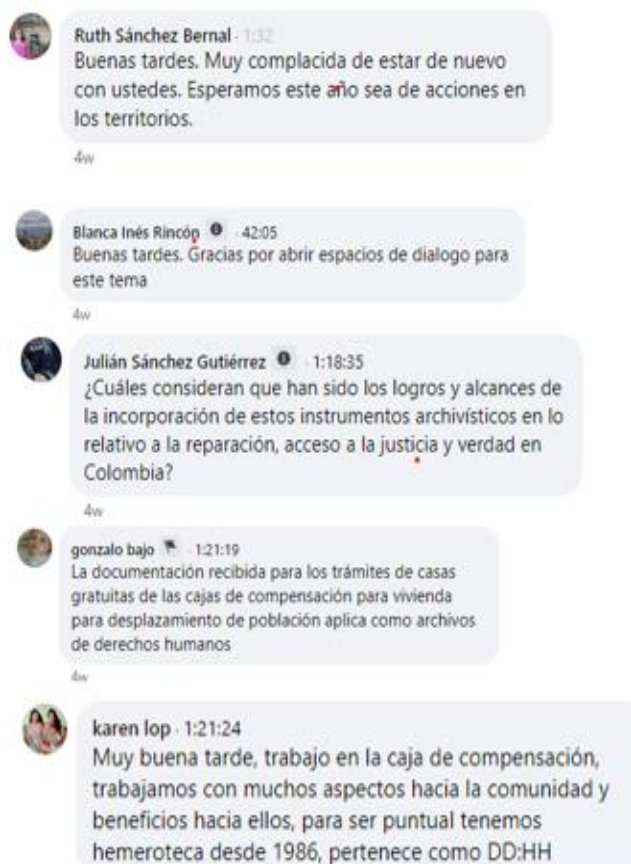 Ruth Sánchez Bernal · 1:32
Buenas tardes. Muy complacida de estar de nuevo
con ustedes. Esperamos este año sea de acciones en
los territorios.
4w
Blanca Inés Rincón · 42:05
Buenas tardes. Gracias por abrir espacios de dialogo para
este tema
4w
Julián Sánchez Gutiérrez · 1:18:35
¿Cuáles consideran que han sido los logros y alcances de
la incorporación de estos instrumentos archivísticos en lo
relativo a la reparación, acceso a la justicia y verdad en
Colombia?
4w
gonzalo bajo · 1:21:19
La documentación recibida para los trámites de casas
gratuitas de las cajas de compensación para vivienda
para desplazamiento de población aplica como archivos
de derechos humanos
4w
karen lop · 1:21:24
Muy buena tarde, trabajo en la caja de compensación,
trabajamos con muchos aspectos hacia la comunidad y
beneficios hacia ellos, para ser puntual tenemos
hemeroteca desde 1986, pertenece como DD:HH